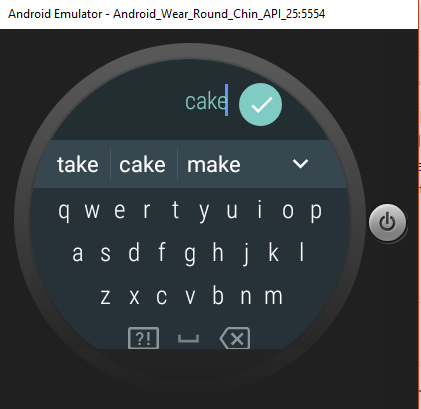 Android Emulator - Android_Wear_Round_Chin_API_25:5554
cake
take cake make
q w e r t y u i o p
a s d f g h j k l
z x c v b n m
?!